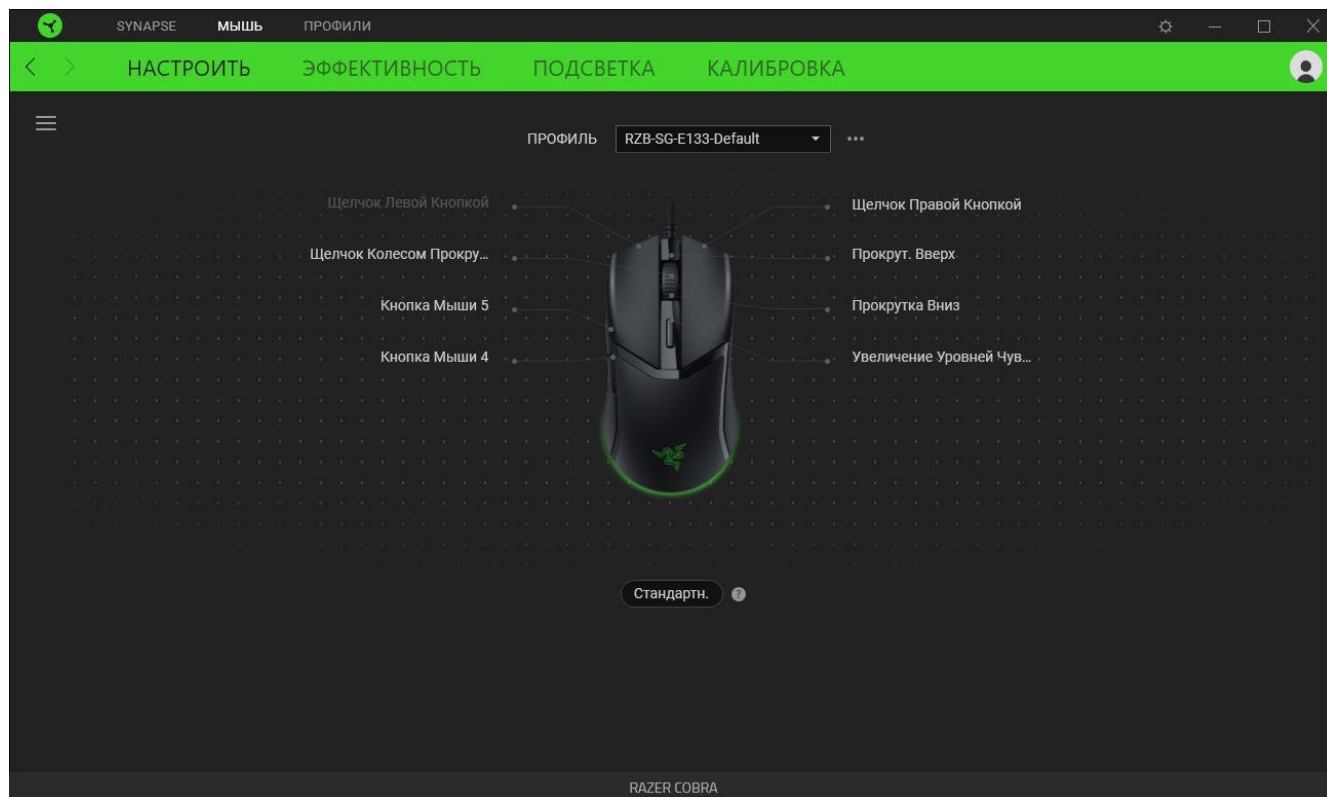 SYNAPSE МЫШЬ ПРОФИЛИ
НАСТРОИТЬ ЭФФЕКТИВНОСТЬ ПОДСВЕТКА КАЛИБРОВКА
ПРОФИЛЬ RZB-SG-E133-Default
Щелчок Левой Кнопкой Щелчок Правой Кнопкой
Щелчок Колесом Прокру... Прокрут. Вверх
Кнопка Мыши 5 Прокрутка Вниз
Кнопка Мыши 4 Увеличение Уровней Чув...
Стандартн. ?
RAZER COBRA